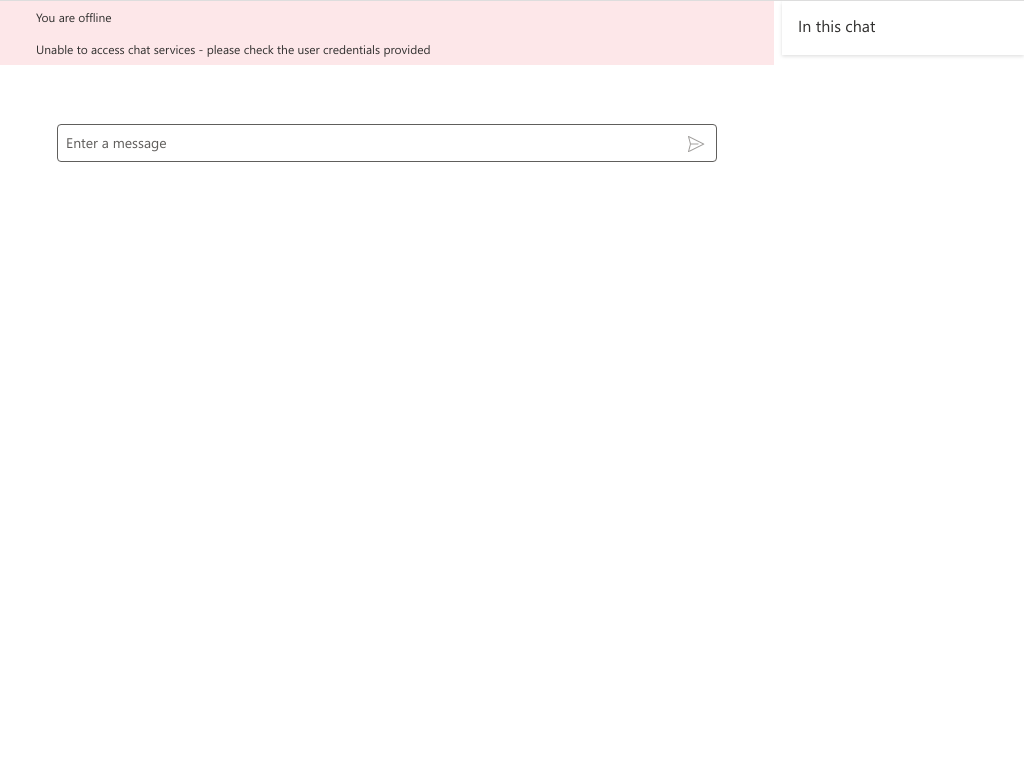 You are offline
Unable to access chat services - please check the user credentials provided
In this chat
Enter a message